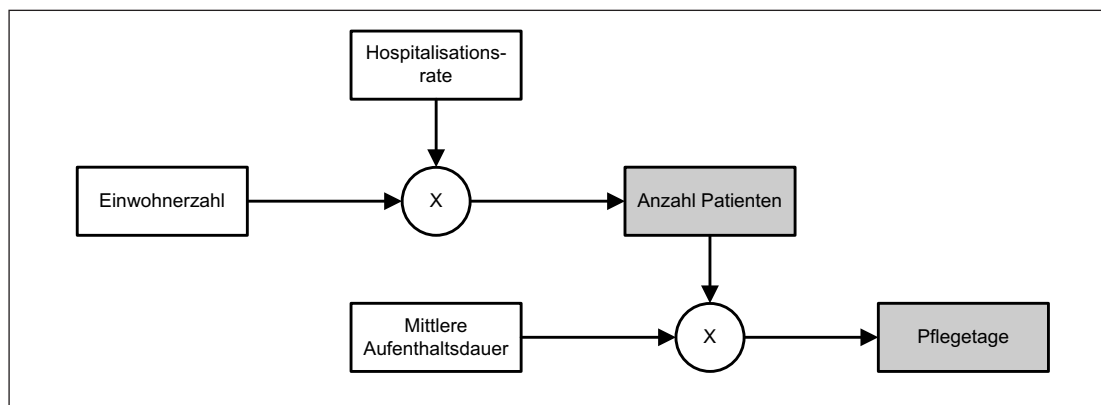 Hospitalisations-
rate
Einwohnerzahl
X
Anzahl Patienten
Mittlere
Aufenthaltsdauer
X
Pflegetage